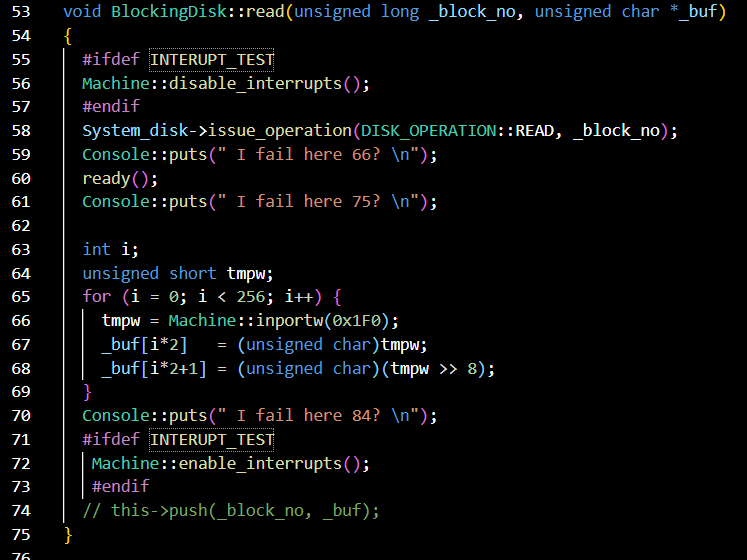 53 void BlockingDisk::read(unsigned long _block_no, unsigned char *_buf)
54 {
55 #ifdef INTERUPT_TEST
56 Machine::disable_interrupts();
57 #endif
58 System_disk->issue_operation(DISK_OPERATION::READ, _block_no);
59 Console::puts(" I fail here 66? \n");
60 ready();
61 Console::puts(" I fail here 75? \n");
62
63 int i;
64 unsigned short tmpw;
65 for (i = 0; i < 256; i++) {
66 tmpw = Machine::inportw(0x1F0);
67 _buf[i*2]   = (unsigned char)tmpw;
68 _buf[i*2+1] = (unsigned char)(tmpw >> 8);
69 }
70 Console::puts(" I fail here 84? \n");
71 #ifdef INTERUPT_TEST
72 Machine::enable_interrupts();
73 #endif
74 // this->push(_block_no, _buf);
75 }
76